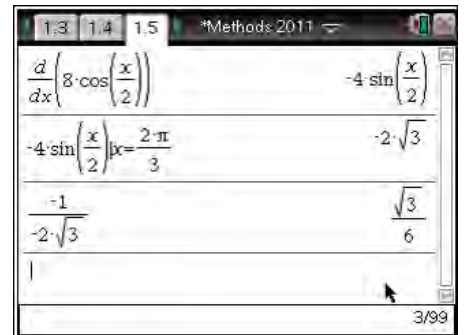 1.3 1.4 1.5 *Methods 2011
d/dx(8·cos(x/2)) -4·sin(x/2)
-4·sin(x/2)|x=2·π/3 -2·√3
-1/-2·√3 √3/6
3/99